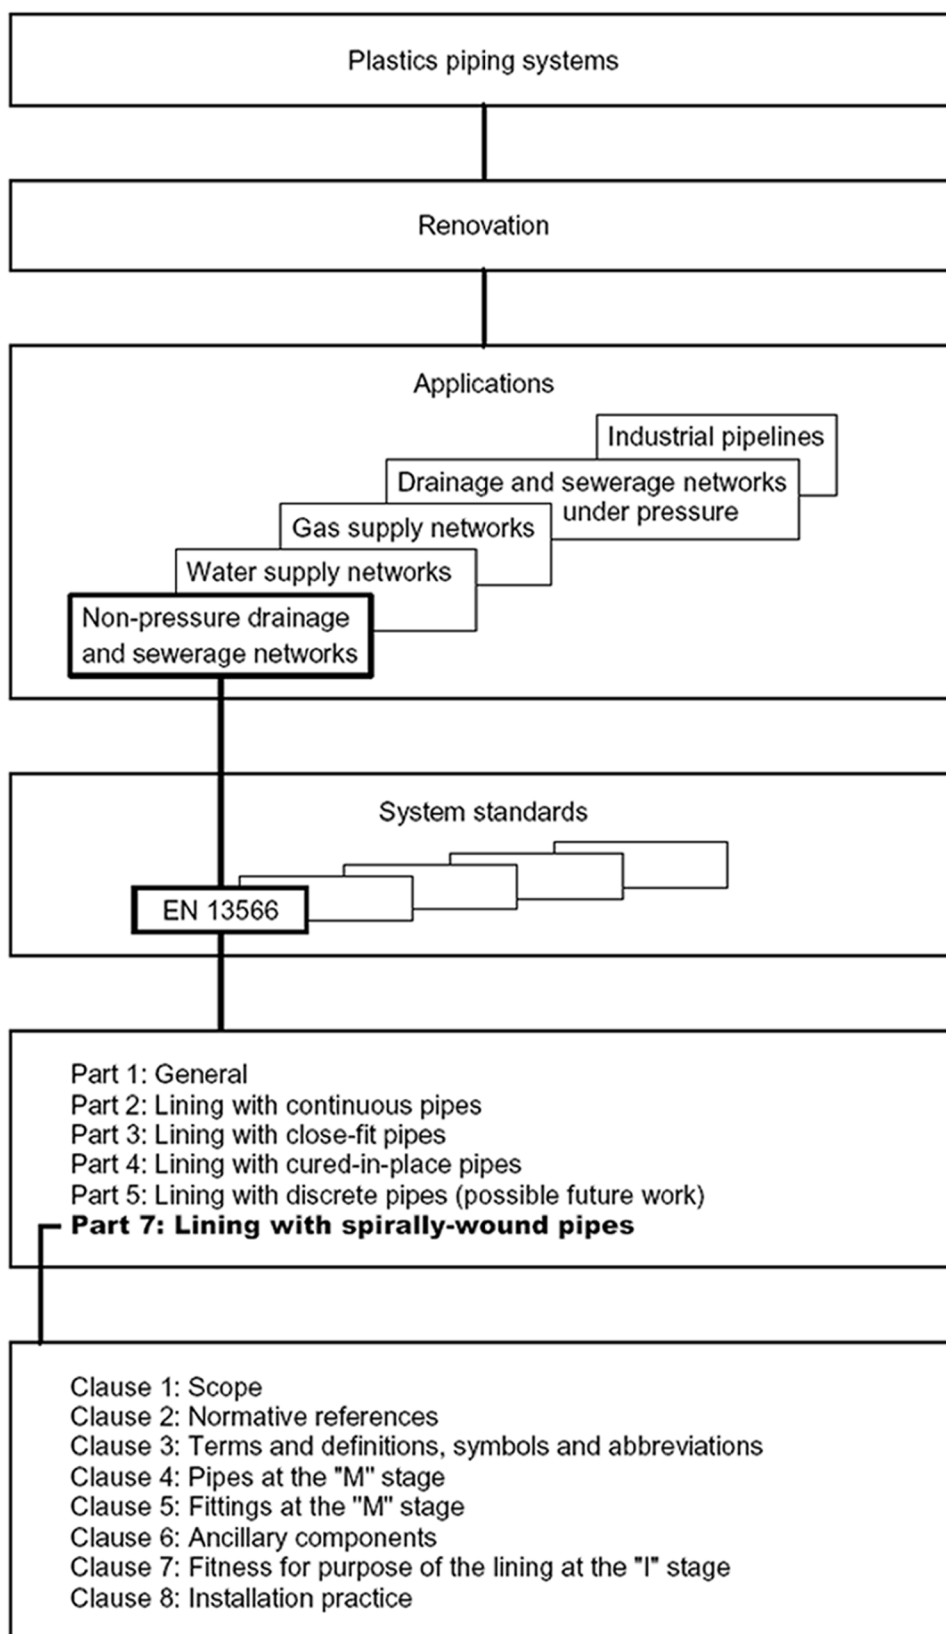 Plastics piping systems
Renovation
Applications
Industrial pipelines
Drainage and sewerage networks
under pressure
Gas supply networks
Water supply networks
Non-pressure drainage
and sewerage networks
System standards
EN 13566
Part 1: General
Part 2: Lining with continuous pipes
Part 3: Lining with close-fit pipes
Part 4: Lining with cured-in-place pipes
Part 5: Lining with discrete pipes (possible future work)
Part 7: Lining with spirally-wound pipes
Clause 1: Scope
Clause 2: Normative references
Clause 3: Terms and definitions, symbols and abbreviations
Clause 4: Pipes at the "M" stage
Clause 5: Fittings at the "M" stage
Clause 6: Ancillary components
Clause 7: Fitness for purpose of the lining at the "I" stage
Clause 8: Installation practice